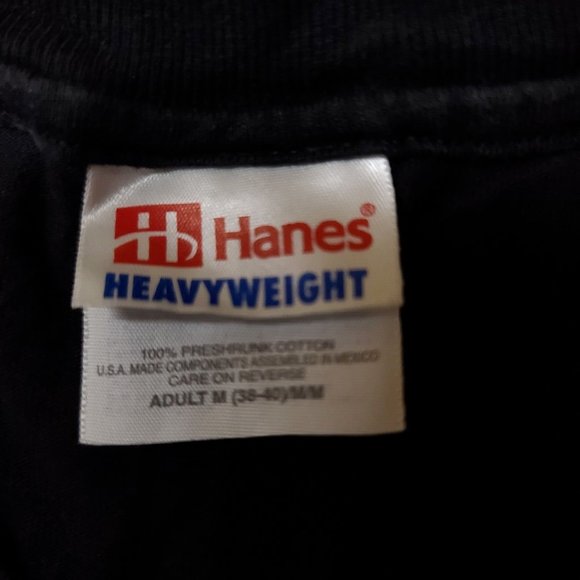 Hanes®
HEAVYWEIGHT
100% PRESHRUNK COTTON
U.S.A. MADE COMPONENTS ASSEMBLED IN MEXICO
CARE ON REVERSE
ADULT M (38-40)/M/M